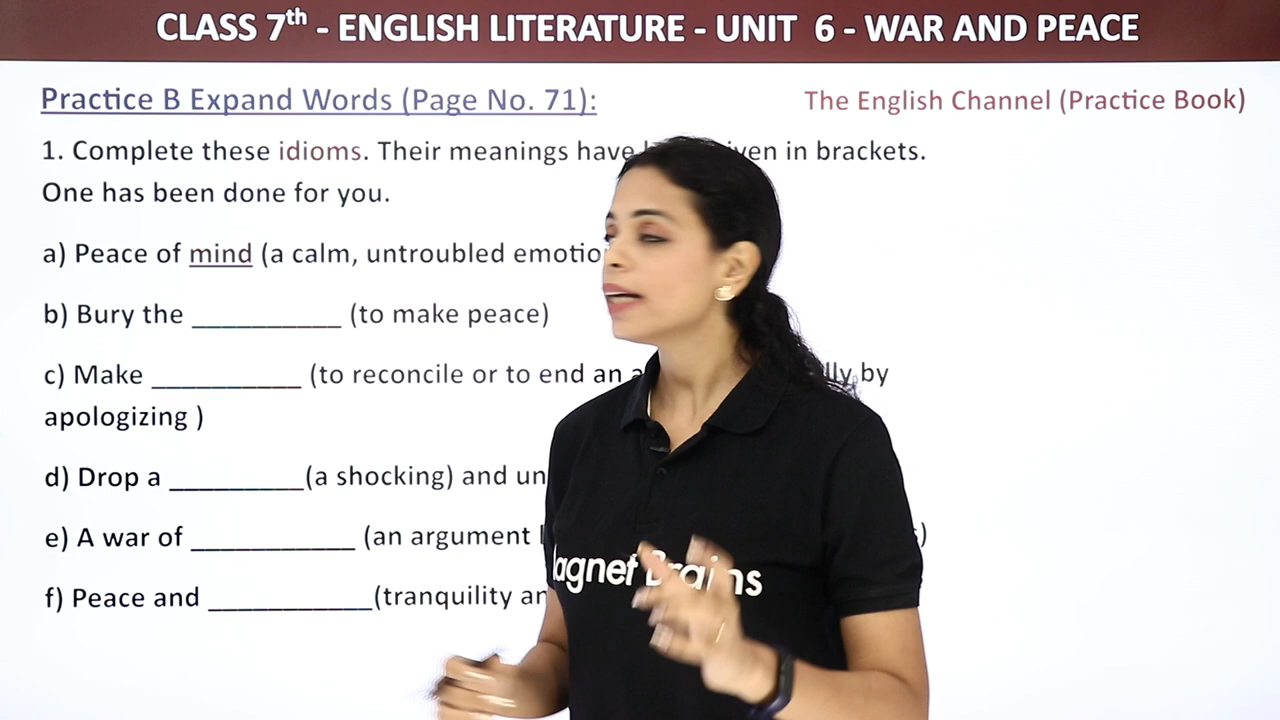 CLASS 7th - ENGLISH LITERATURE - UNIT 6 - WAR AND PEACE
Practice B Expand Words (Page No. 71):
The English Channel (Practice Book)
1. Complete these idioms. Their meanings have in brackets.
One has been done for you.
a) Peace of mind (a calm, untroubled
b) Bury the __________ (to make peace)
c) Make __________ (to reconcile or to end an by
apologizing )
d) Drop a _________(a shocking) and
e) A war of ___________ (an argument
f) Peace and ___________(tranquility
Brains